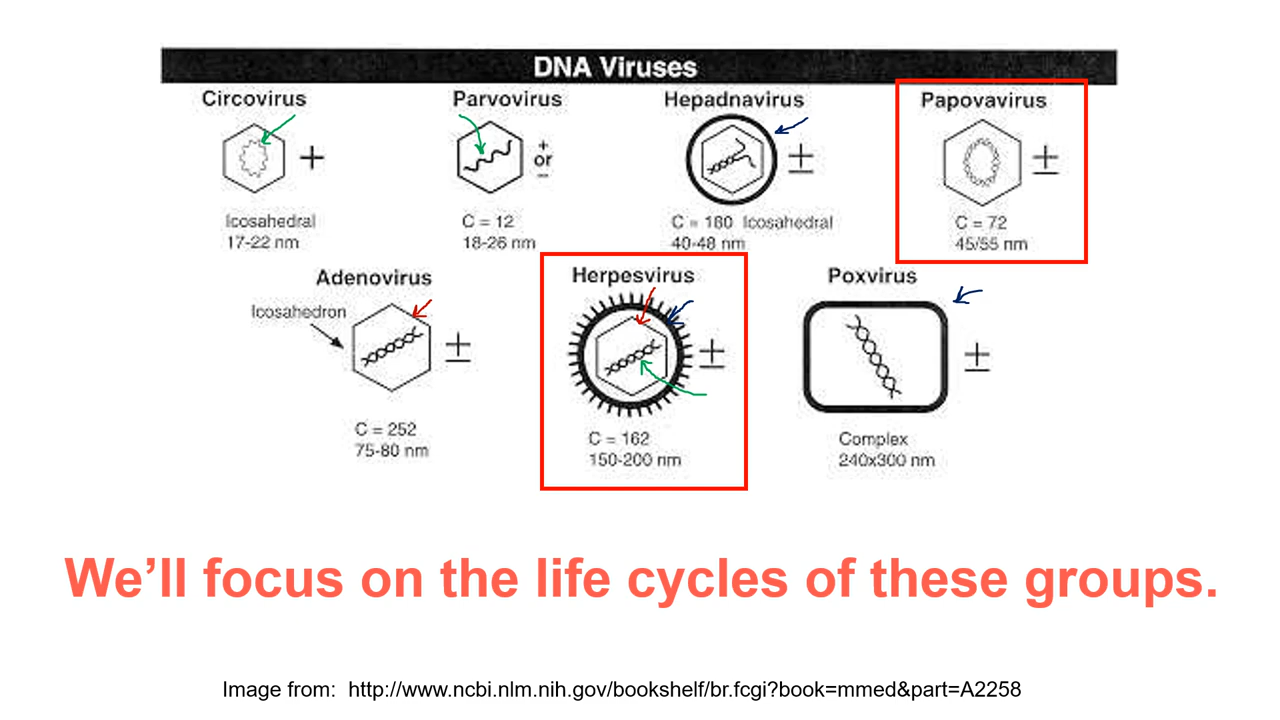 DNA Viruses
Circovirus
+
Icosahedral
17-22 nm
Parvovirus
+
or
−
C = 12
18-26 nm
Hepadnavirus
±
C = 180 Icosahedral
40-48 nm
Papovavirus
±
C = 72
45/55 nm
Adenovirus
Icosahedron
±
C = 252
75-80 nm
Herpesvirus
±
C = 162
150-200 nm
Poxvirus
±
Complex
240x300 nm
We’ll focus on the life cycles of these groups.
Image from: http://www.ncbi.nlm.nih.gov/bookshelf/br.fcgi?book=mmed&part=A2258